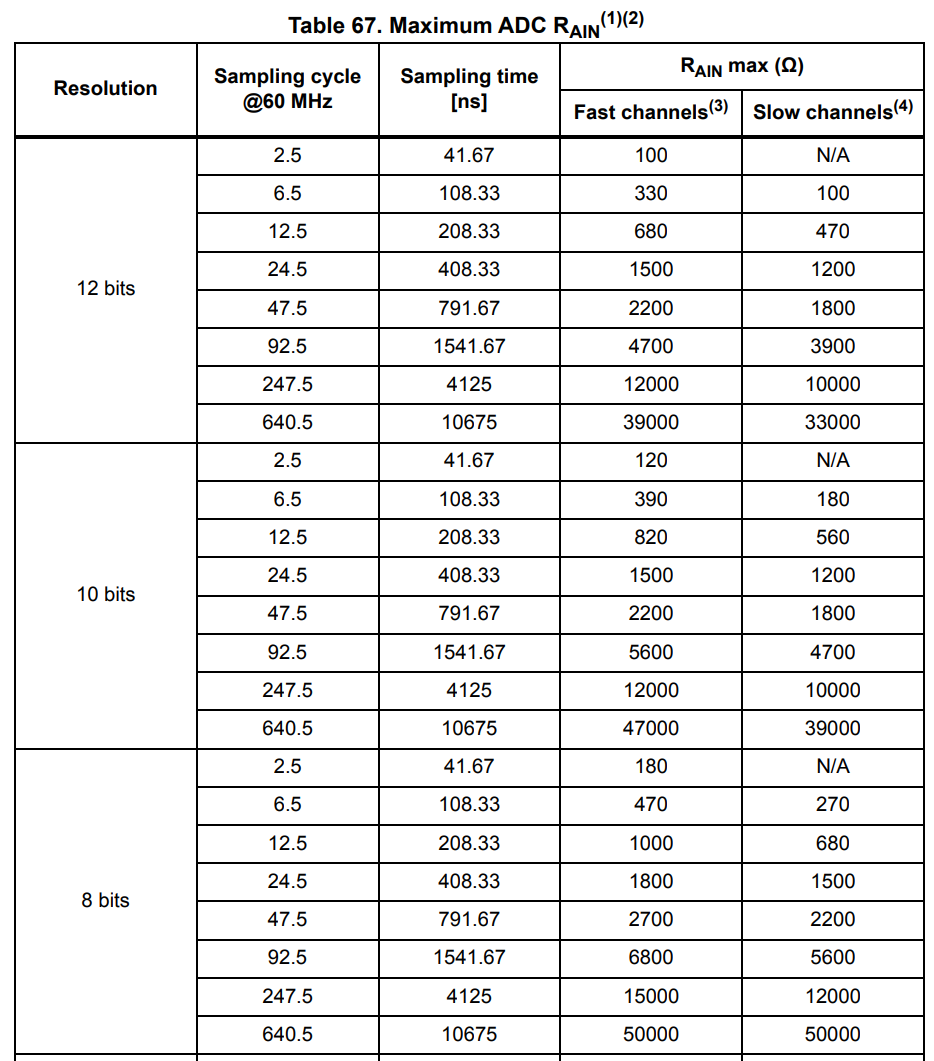 Table 67. Maximum ADC RAIN(1)(2)
Resolution Sampling cycle @60 MHz Sampling time [ns] RAIN max (Ω)
Fast channels(3) Slow channels(4)
12 bits
2.5 41.67 100 N/A
6.5 108.33 330 100
12.5 208.33 680 470
24.5 408.33 1500 1200
47.5 791.67 2200 1800
92.5 1541.67 4700 3900
247.5 4125 12000 10000
640.5 10675 39000 33000
10 bits
2.5 41.67 120 N/A
6.5 108.33 390 180
12.5 208.33 820 560
24.5 408.33 1500 1200
47.5 791.67 2200 1800
92.5 1541.67 5600 4700
247.5 4125 12000 10000
640.5 10675 47000 39000
8 bits
2.5 41.67 180 N/A
6.5 108.33 470 270
12.5 208.33 1000 680
24.5 408.33 1800 1500
47.5 791.67 2700 2200
92.5 1541.67 6800 5600
247.5 4125 15000 12000
640.5 10675 50000 50000